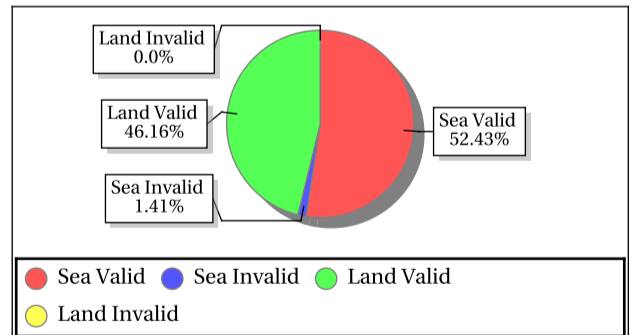 Land Invalid
0.0%
Land Valid
46.16%
Sea Valid
52.43%
Sea Invalid
1.41%
Sea Valid Sea Invalid Land Valid
Land Invalid